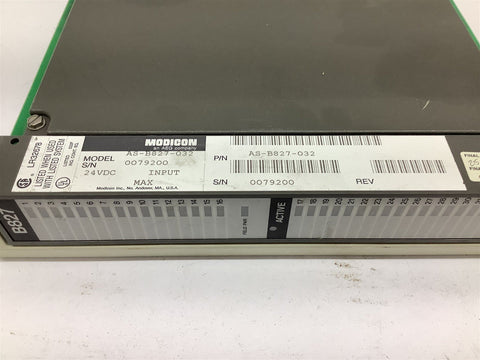 LR32678
LISTED WHEN USED
WITH LISTED SYSTEM
MODICON
an AEG company
MODEL AS-B827-032
S/N 0079200
24VDC INPUT
MAX
Modicon Inc., No. Andover, MA., U.S.A.
P/N AS-B827-032
S/N 0079200 REV
FINAL
FINA
B827
1 2 3 4 5 6 7 8 9 10 11 12 13 14 15 16
FIELD PWR
ACTIVE
17 18 19 20 21 22 23 24 25 26 27 28 29 30